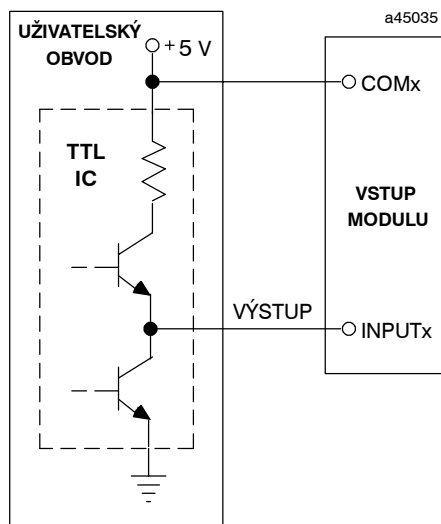 a45035
UŽIVATELSKÝ
OBVOD
+5 V
COMx
TTL
IC
VSTUP
MODULU
VÝSTUP
INPUTx